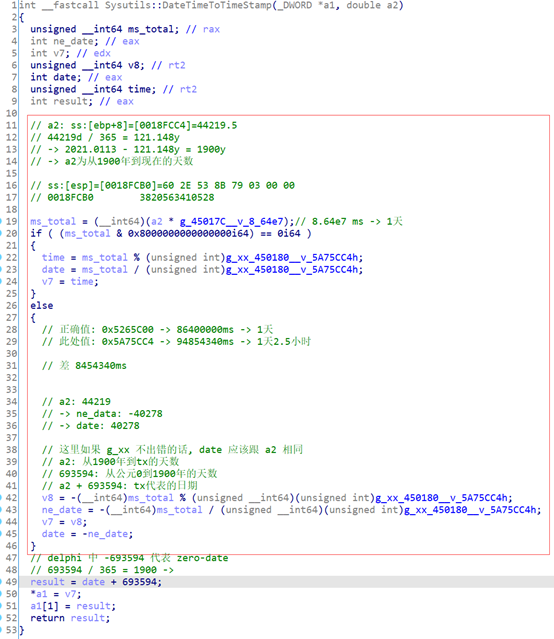 1 int __fastcall Sysutils::DateTimeToTimeStamp(_DWORD *a1, double a2)
2 {
3 unsigned __int64 ms_total; // rax
4 int ne_date; // eax
5 int v7; // edx
6 unsigned __int64 v8; // rt2
7 int date; // eax
8 unsigned __int64 time; // rt2
9 int result; // eax
10
11 // a2: ss:[ebp+8]=[0018FCC4]=44219.5
12 // 44219d / 365 = 121.148y
13 // -> 2021.0113 - 121.148y = 1900y
14 // -> a2为从1900年到现在的天数
15
16 // ss:[esp]=[0018FCB0]=60 2E 53 8B 79 03 00 00
17 // 0018FCB0 3820563410528
18
19 ms_total = (__int64)(a2 * g_45017C__v_8_64e7);// 8.64e7 ms -> 1天
20 if ( (ms_total & 0x8000000000000000i64) == 0i64 )
21 {
22 time = ms_total % (unsigned int)g_xx_450180__v_5A75CC4h;
23 date = ms_total / (unsigned int)g_xx_450180__v_5A75CC4h;
24 v7 = time;
25 }
26 else
27 {
28 // 正确值: 0x5265C00 -> 86400000ms -> 1天
29 // 此处值: 0x5A75CC4 -> 94854340ms -> 1天2.5小时
30
31 // 差 8454340ms
32
33
34 // a2: 44219
35 // -> ne_data: -40278
36 // -> date: 40278
37
38 // 这里如果 g_xx 不出错的话, date 应该跟 a2 相同
39 // a2: 从1900年到tx的天数
40 // 693594: 从公元0到1900年的天数
41 // a2 + 693594: tx代表的日期
42 v8 = -(__int64)ms_total % (unsigned __int64)(unsigned int)g_xx_450180__v_5A75CC4h;
43 ne_date = -(__int64)ms_total / (unsigned __int64)(unsigned int)g_xx_450180__v_5A75CC4h;
44 v7 = v8;
45 date = -ne_date;
46 }
47 // delphi 中 -693594 代表 zero-date
48 // 693594 / 365 = 1900 ->
49 result = date + 693594;
50 *a1 = v7;
51 a1[1] = result;
52 return result;
53 }